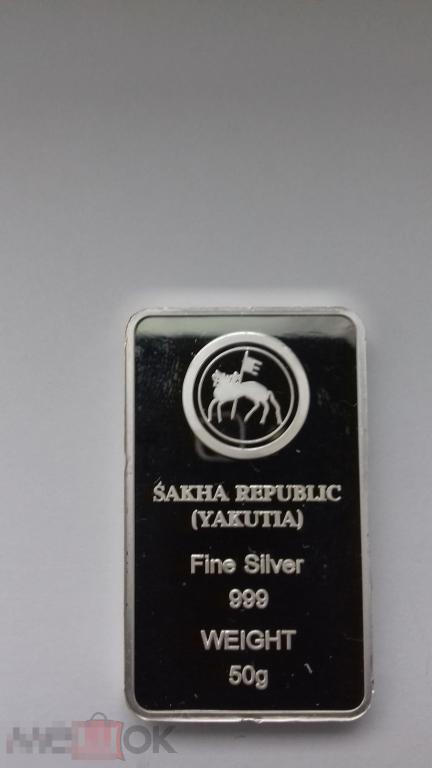 SAKHA REPUBLIC
(YAKUTIA)
Fine Silver
999
WEIGHT
50g